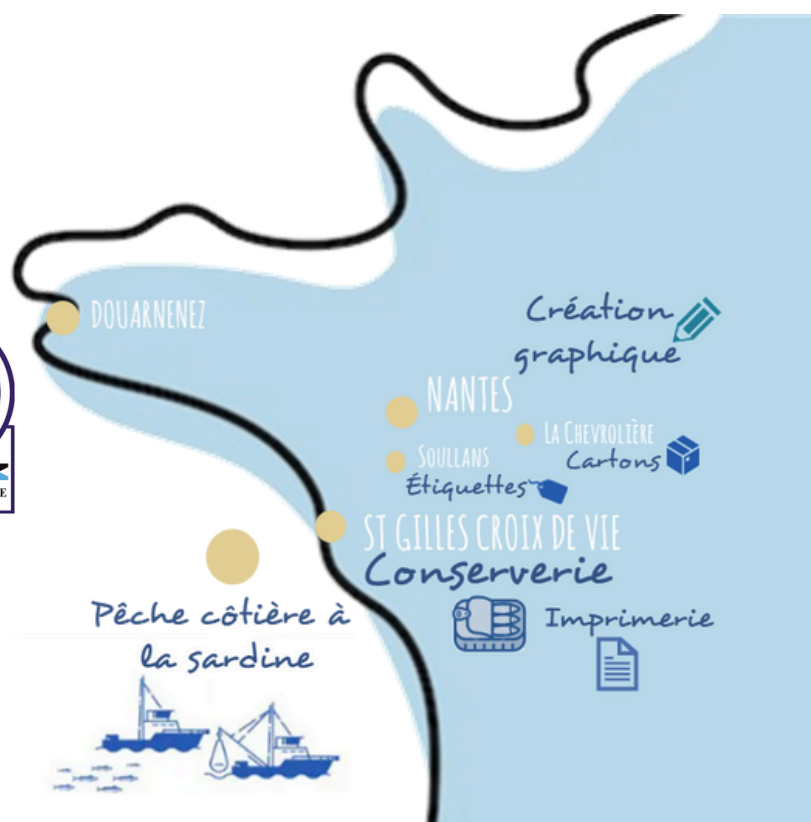 DOUARNENEZ
Création
graphique
NANTES
LA CHEVROLIÈRE
Cartons
SOULLANS
Étiquettes
ST GILLES CROIX DE VIE
Conserverie
Pêche côtière à
la sardine
Imprimerie